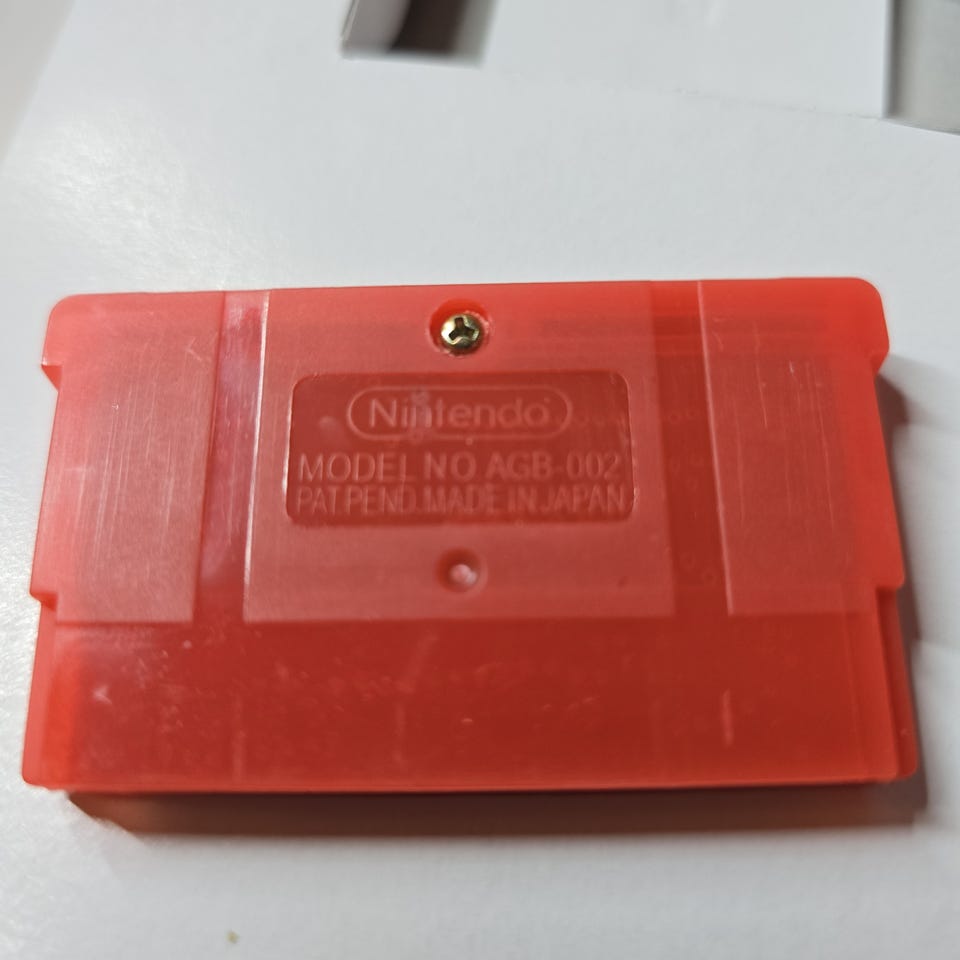 Nintendo
MODEL NO AGB-002
PAT.PEND.MADE IN JAPAN